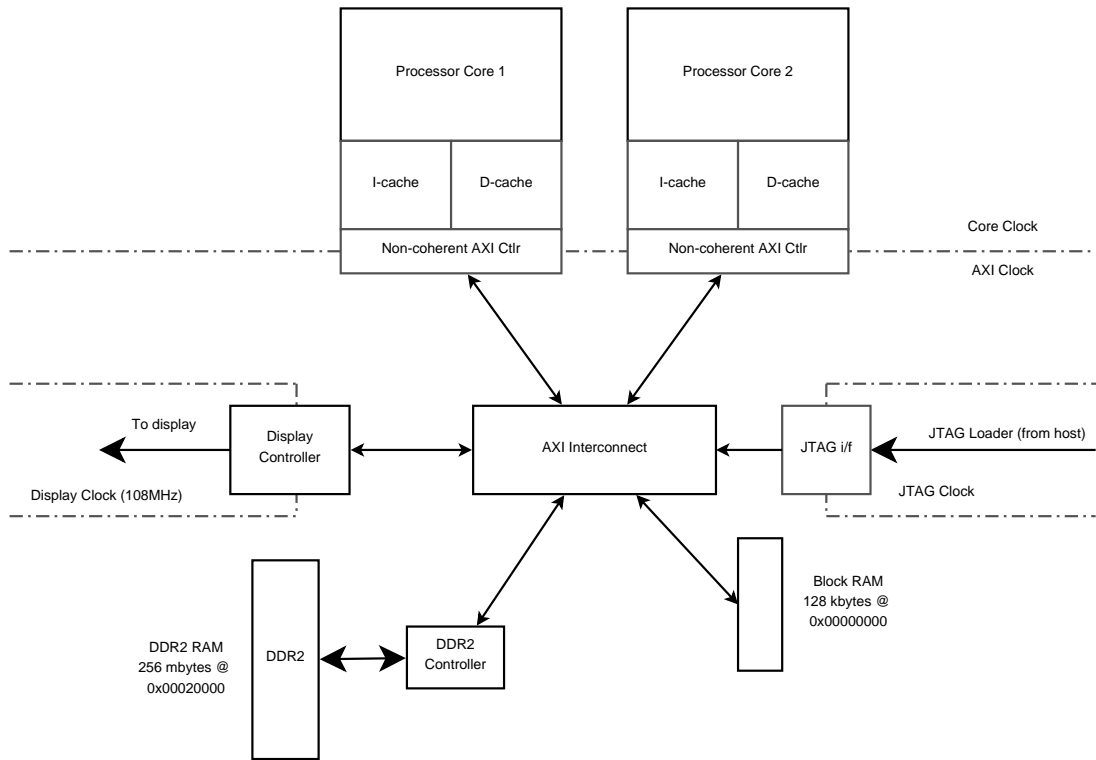 Processor Core 1
Processor Core 2
I-cache
D-cache
I-cache
D-cache
Non-coherent AXI Ctlr
Non-coherent AXI Ctlr
Core Clock
AXI Clock
To display
Display
Controller
AXI Interconnect
JTAG i/f
JTAG Loader (from host)
Display Clock (108MHz)
JTAG Clock
Block RAM
128 kbytes @
0x00000000
DDR2 RAM
256 mbytes @
0x00020000
DDR2
DDR2
Controller